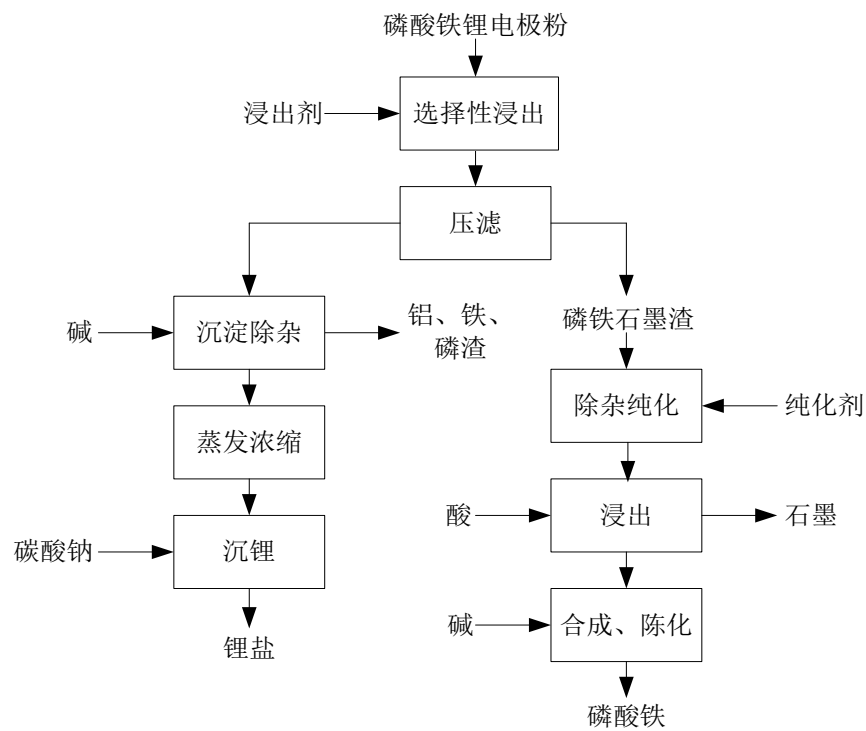 磷酸铁锂电极粉
浸出剂
选择性浸出
压滤
碱
沉淀除杂
铝、铁、
磷渣
磷铁石墨渣
除杂纯化
纯化剂
蒸发浓缩
酸
浸出
石墨
碳酸钠
沉锂
碱
合成、陈化
锂盐
磷酸铁